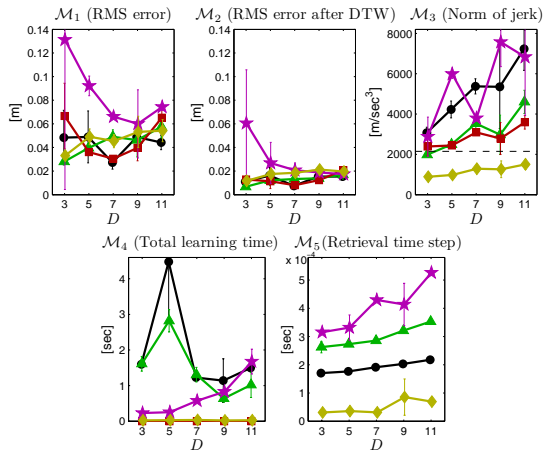 M₁ (RMS error)
M₂ (RMS error after DTW)
M₃ (Norm of jerk)
0.14
0.12
0.1
0.08
0.06
0.04
0.02
0
[m]
3 5 7 9 11
D
0.14
0.12
0.1
0.08
0.06
0.04
0.02
0
[m]
3 5 7 9 11
D
8000
6000
4000
2000
0
[m/sec³]
3 5 7 9 11
D
M₄ (Total learning time)
M₅(Retrieval time step)
4
3
2
1
0
[sec]
3 5 7 9 11
D
x 10⁻⁴
5
4
3
2
1
0
[sec]
3 5 7 9 11
D